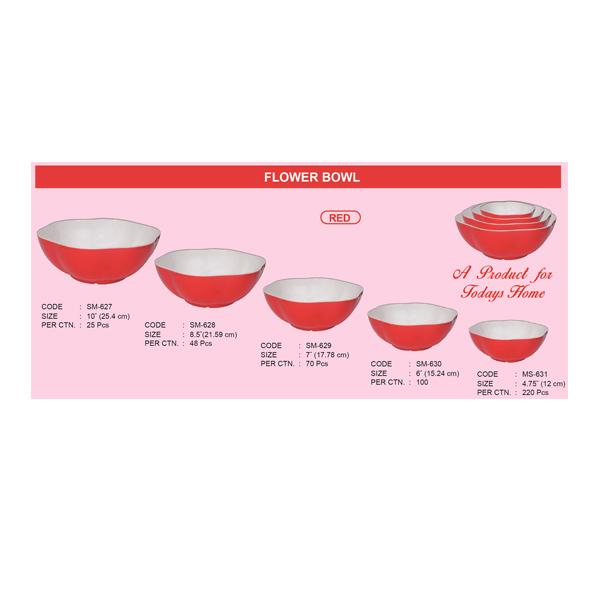 FLOWER BOWL
RED
A Product for
Todays Home
CODE : SM-627
SIZE : 10" (25.4 cm)
PER CTN. : 25 Pcs
CODE : SM-628
SIZE : 8.5"(21.59 cm)
PER CTN. : 48 Pcs
CODE : SM-629
SIZE : 7" (17.78 cm)
PER CTN. : 70 Pcs
CODE : SM-630
SIZE : 6" (15.24 cm)
PER CTN. : 100
CODE : MS-631
SIZE : 4.75" (12 cm)
PER CTN. : 220 Pcs